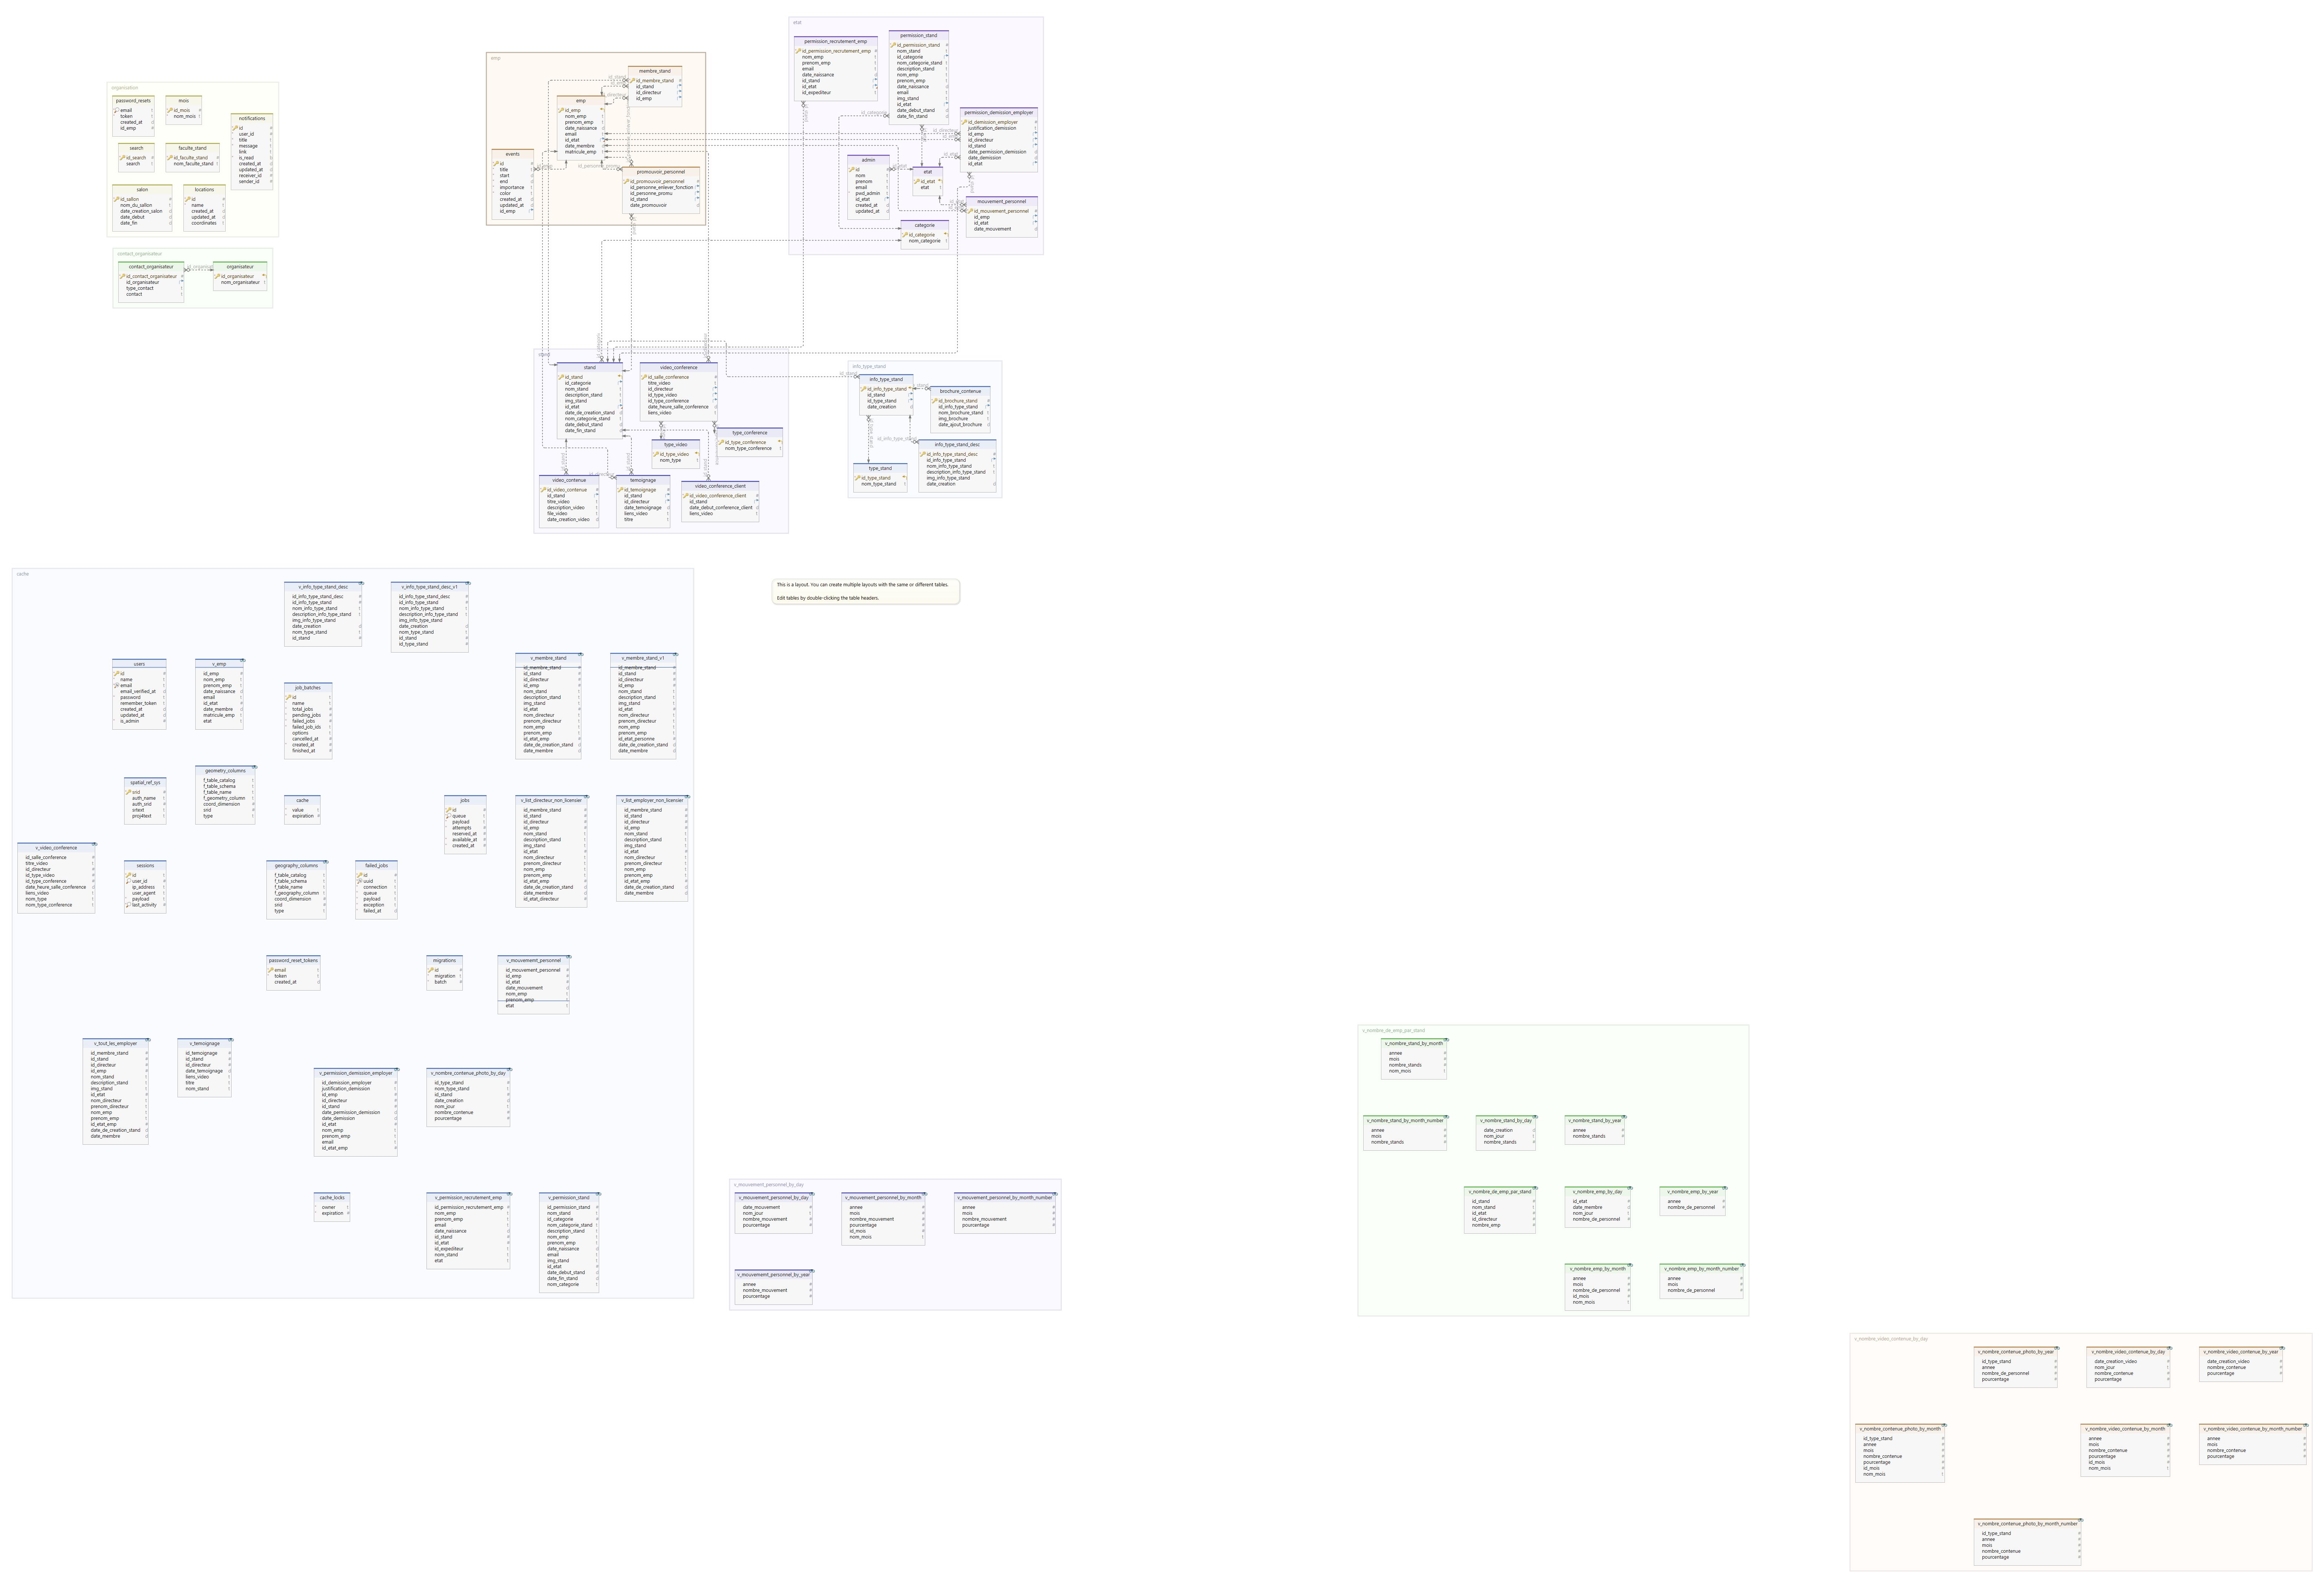 organisation
password_resets
email
token
created_at
id_emp
mois
id_mois
nom_mois
notifications
id
user_id
title
message
link
is_read
created_at
updated_at
receiver_id
sender_id
search
id_search
search
faculte_stand
id_faculte_stand
nom_faculte_stand
salon
id_sallon
nom_du_sallon
date_creation_salon
date_debut
date_fin
locations
id
name
created_at
updated_at
coordinates
contact_organisateur
contact_organisateur
id_contact_organisateur
id_organisateur
type_contact
contact
organisateur
id_organisateur
nom_organisateur
emp
membre_stand
id_membre_stand
id_stand
id_directeur
id_emp
emp
id_emp
nom_emp
prenom_emp
date_naissance
email
id_etat
date_membre
matricule_emp
events
id
title
start
end
importance
color
created_at
updated_at
id_emp
promouvoir_personnel
id_promouvoir_personnel
id_personne_enlever_fonction
id_personne_promu
id_stand
date_promouvoir
etat
permission_recrutement_emp
id_permission_recrutement_emp
nom_emp
prenom_emp
email
date_naissance
id_stand
id_etat
id_expediteur
permission_stand
id_permission_stand
nom_stand
id_categorie
nom_categorie_stand
description_stand
nom_emp
prenom_emp
date_naissance
email
img_stand
id_etat
date_debut_stand
date_fin_stand
permission_demission_employer
id_demission_employer
justification_demission
id_emp
id_directeur
id_stand
date_permission_demission
date_demission
id_etat
admin
id
nom
prenom
email
pwd_admin
id_etat
created_at
updated_at
etat
id_etat
etat
mouvement_personnel
id_mouvement_personnel
id_emp
id_etat
date_mouvement
categorie
id_categorie
nom_categorie
stand
id_stand
id_categorie
nom_stand
description_stand
img_stand
id_etat
date_de_creation_stand
nom_categorie_stand
date_debut_stand
date_fin_stand
video_conference
id_salle_conference
titre_video
id_directeur
id_type_video
id_type_conference
date_heure_salle_conference
liens_video
type_conference
id_type_conference
nom_type_conference
type_video
id_type_video
nom_type
video_contenue
id_video_contenue
id_stand
titre_video
description_video
file_video
date_creation_video
temoignage
id_temoignage
id_stand
id_directeur
date_temoignage
liens_video
titre
video_conference_client
id_video_conference_client
id_stand
date_debut_conference_client
liens_video
info_type_stand
info_type_stand
id_info_type_stand
id_stand
id_type_stand
date_creation
brochure_contenue
id_brochure_stand
id_info_type_stand
nom_brochure_stand
img_brochure
date_ajout_brochure
info_type_stand_desc
id_info_type_stand_desc
id_info_type_stand
nom_info_type_stand
description_info_type_stand
img_info_type_stand
date_creation
type_stand
id_type_stand
nom_type_stand
This is a layout. You can create multiple layouts with the same or different tables.
Edit tables by double-clicking the table headers.
cache
v_info_type_stand_desc
id_info_type_stand_desc
id_info_type_stand
nom_info_type_stand
description_info_type_stand
img_info_type_stand
date_creation
nom_type_stand
id_stand
v_info_type_stand_desc_v1
id_info_type_stand_desc
id_info_type_stand
nom_info_type_stand
description_info_type_stand
img_info_type_stand
date_creation
nom_type_stand
id_stand
id_type_stand
users
id
name
email
email_verified_at
password
remember_token
created_at
updated_at
is_admin
v_emp
id_emp
nom_emp
prenom_emp
date_naissance
email
id_etat
date_membre
matricule_emp
etat
job_batches
id
name
total_jobs
pending_jobs
failed_jobs
failed_job_ids
options
cancelled_at
created_at
finished_at
v_membre_stand
id_membre_stand
id_stand
id_directeur
id_emp
nom_stand
description_stand
img_stand
id_etat
nom_directeur
prenom_directeur
nom_emp
prenom_emp
id_etat_emp
date_de_creation_stand
date_membre
v_membre_stand_v1
id_membre_stand
id_stand
id_directeur
id_emp
nom_stand
description_stand
img_stand
id_etat
nom_directeur
prenom_directeur
nom_emp
prenom_emp
id_etat_personne
date_de_creation_stand
date_membre
spatial_ref_sys
srid
auth_name
auth_srid
srtext
proj4text
geometry_columns
f_table_catalog
f_table_schema
f_table_name
f_geometry_column
coord_dimension
srid
type
cache
value
expiration
jobs
id
queue
payload
attempts
reserved_at
available_at
created_at
v_list_directeur_non_licensier
id_membre_stand
id_stand
id_directeur
id_emp
nom_stand
description_stand
img_stand
id_etat
nom_directeur
prenom_directeur
nom_emp
prenom_emp
id_etat_emp
date_de_creation_stand
date_membre
id_etat_directeur
v_list_employer_non_licensier
id_membre_stand
id_stand
id_directeur
id_emp
nom_stand
description_stand
img_stand
id_etat
nom_directeur
prenom_directeur
nom_emp
prenom_emp
id_etat_emp
date_de_creation_stand
date_membre
v_video_conference
id_salle_conference
titre_video
id_directeur
id_type_video
id_type_conference
date_heure_salle_conference
liens_video
nom_type
nom_type_conference
sessions
id
user_id
ip_address
user_agent
payload
last_activity
geography_columns
f_table_catalog
f_table_schema
f_table_name
f_geography_column
coord_dimension
srid
type
failed_jobs
id
uuid
connection
queue
payload
exception
failed_at
password_reset_tokens
email
token
created_at
migrations
id
migration
batch
v_mouvememt_personnel
id_mouvement_personnel
id_emp
id_etat
date_mouvement
nom_emp
prenom_emp
etat
v_tout_les_employer
id_membre_stand
id_stand
id_directeur
id_emp
nom_stand
description_stand
img_stand
id_etat
nom_directeur
prenom_directeur
nom_emp
prenom_emp
id_etat_emp
date_de_creation_stand
date_membre
v_temoignage
id_temoignage
id_stand
id_directeur
date_temoignage
liens_video
titre
nom_stand
v_permission_demission_employer
id_demission_employer
justification_demission
id_emp
id_directeur
id_stand
date_permission_demission
date_demission
id_etat
nom_emp
prenom_emp
email
id_etat_emp
v_nombre_contenue_photo_by_day
id_type_stand
nom_type_stand
id_stand
date_creation
nom_jour
nombre_contenue
pourcentage
cache_locks
owner
expiration
v_permission_recrutement_emp
id_permission_recrutement_emp
nom_emp
prenom_emp
email
date_naissance
id_stand
id_etat
id_expediteur
nom_stand
etat
v_permission_stand
id_permission_stand
nom_stand
id_categorie
nom_categorie_stand
description_stand
nom_emp
prenom_emp
date_naissance
email
img_stand
id_etat
date_debut_stand
date_fin_stand
nom_categorie
v_mouvement_personnel_by_day
v_mouvement_personnel_by_day
date_mouvement
nom_jour
nombre_mouvement
pourcentage
v_mouvement_personnel_by_month
annee
mois
nombre_mouvement
pourcentage
id_mois
nom_mois
v_mouvement_personnel_by_month_number
annee
mois
nombre_mouvement
pourcentage
v_mouvememt_personnel_by_year
annee
nombre_mouvement
pourcentage
v_nombre_de_emp_par_stand
v_nombre_stand_by_month
annee
mois
nombre_stands
nom_mois
v_nombre_stand_by_month_number
annee
mois
nombre_stands
v_nombre_stand_by_day
date_creation
nom_jour
nombre_stands
v_nombre_stand_by_year
annee
nombre_stands
v_nombre_de_emp_par_stand
id_stand
nom_stand
id_etat
id_directeur
nombre_emp
v_nombre_emp_by_day
id_etat
date_membre
nom_jour
nombre_de_personnel
v_nombre_emp_by_year
annee
nombre_de_personnel
v_nombre_emp_by_month
annee
mois
nombre_de_personnel
id_mois
nom_mois
v_nombre_emp_by_month_number
annee
mois
nombre_de_personnel
v_nombre_video_contenue_by_day
v_nombre_contenue_photo_by_year
id_type_stand
annee
nombre_de_personnel
pourcentage
v_nombre_video_contenue_by_day
date_creation_video
nom_jour
nombre_contenue
pourcentage
v_nombre_video_contenue_by_year
date_creation_video
nombre_contenue
pourcentage
v_nombre_contenue_photo_by_month
id_type_stand
annee
mois
nombre_contenue
pourcentage
id_mois
nom_mois
v_nombre_video_contenue_by_month
annee
mois
nombre_contenue
pourcentage
id_mois
nom_mois
v_nombre_video_contenue_by_month_number
annee
mois
nombre_contenue
pourcentage
v_nombre_contenue_photo_by_month_number
id_type_stand
annee
mois
nombre_contenue
pourcentage